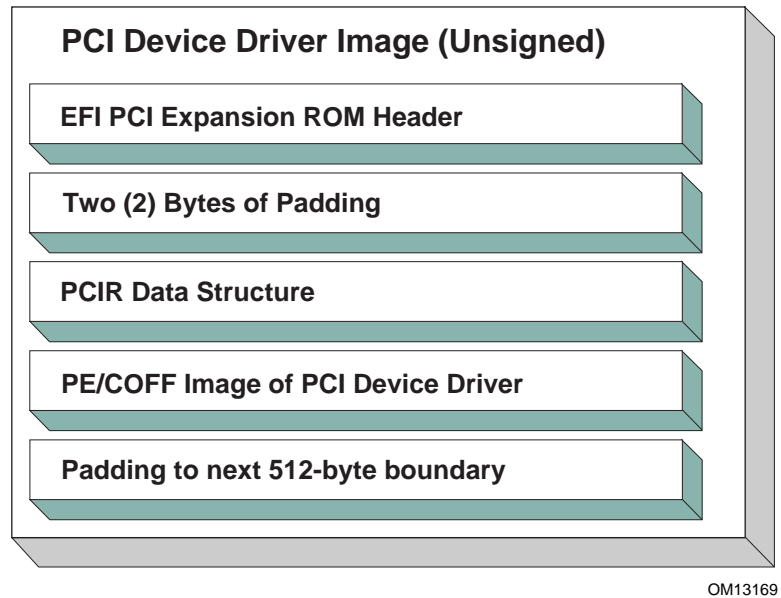 PCI Device Driver Image (Unsigned)
EFI PCI Expansion ROM Header
Two (2) Bytes of Padding
PCIR Data Structure
PE/COFF Image of PCI Device Driver
Padding to next 512-byte boundary
OM13169